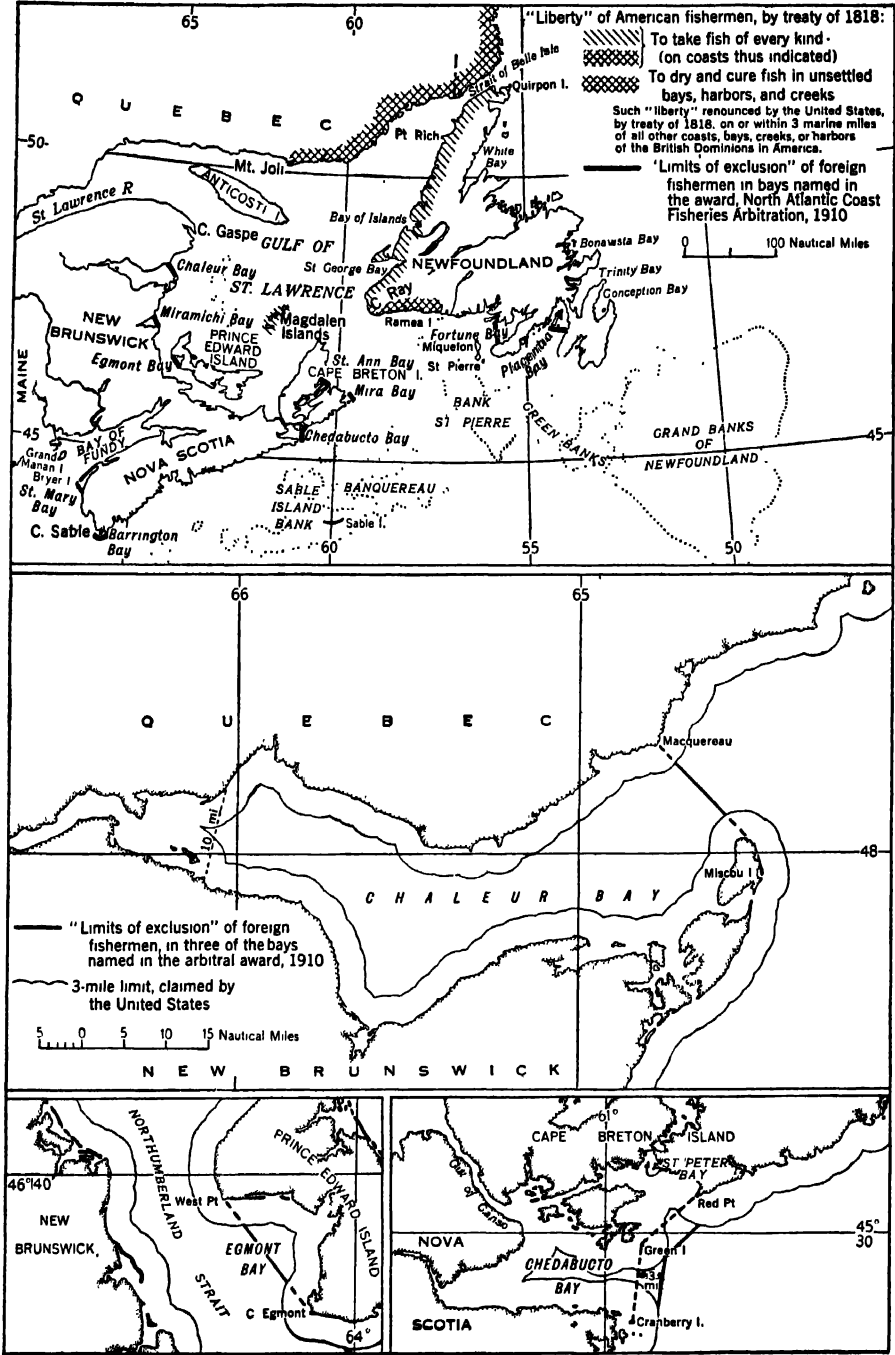 65
60
"Liberty" of American fishermen, by treaty of 1818:
To take fish of every kind
(on coasts thus indicated)
To dry and cure fish in unsettled
bays, harbors, and creeks
Such "liberty" renounced by the United States,
by treaty of 1818, on or within 3 marine miles
of all other coasts, bays, creeks, or harbors
of the British Dominions in America.
"Limits of exclusion" of foreign
fishermen in bays named in
the award, North Atlantic Coast
Fisheries Arbitration, 1910
0 100 Nautical Miles
QUEBEC
Strait of Belle Isle
Quirpon I.
Pt Rich
White
Bay
50
Mt. Joli
ANTICOSTI I
St Lawrence R
Bay of Islands
C. Gaspe
GULF OF
ST. LAWRENCE
St George Bay
NEWFOUNDLAND
Bonavista Bay
Trinity Bay
Conception Bay
Chaleur Bay
C. Ray
Ramea I
Miramichi Bay
Magdalen
Islands
NEW
BRUNSWICK
PRINCE
EDWARD
ISLAND
Fortune Bay
Miquelon
St Pierre
Placentia
Bay
MAINE
Egmont Bay
St. Ann Bay
CAPE BRETON I.
Mira Bay
BANK
ST PIERRE
GREEN BANKS
GRAND BANKS
OF
NEWFOUNDLAND
45
45
Chedabucto Bay
BAY OF
FUNDY
NOVA SCOTIA
Grand
Manan I
Bryer I
St. Mary
Bay
SABLE
ISLAND
BANK
BANQUEREAU
Sable I.
C. Sable
Barrington
Bay
60
55
50
66
65
QUEBEC
Macquereau
10 mi
48
Miscou I
CHALEUR BAY
"Limits of exclusion" of foreign
fishermen, in three of the bays
named in the arbitral award, 1910
3-mile limit, claimed by
the United States
5 0 5 10 15 Nautical Miles
NEW BRUNSWICK
NORTHUMBERLAND
STRAIT
PRINCE EDWARD ISLAND
46°40
West Pt
NEW
BRUNSWICK
EGMONT
BAY
C Egmont
64°
61°
CAPE BRETON ISLAND
ST PETER
BAY
Gut of
Canso
Red Pt
NOVA
45°
30
Green I
CHEDABUCTO
BAY
3
mi
Cranberry I.
SCOTIA